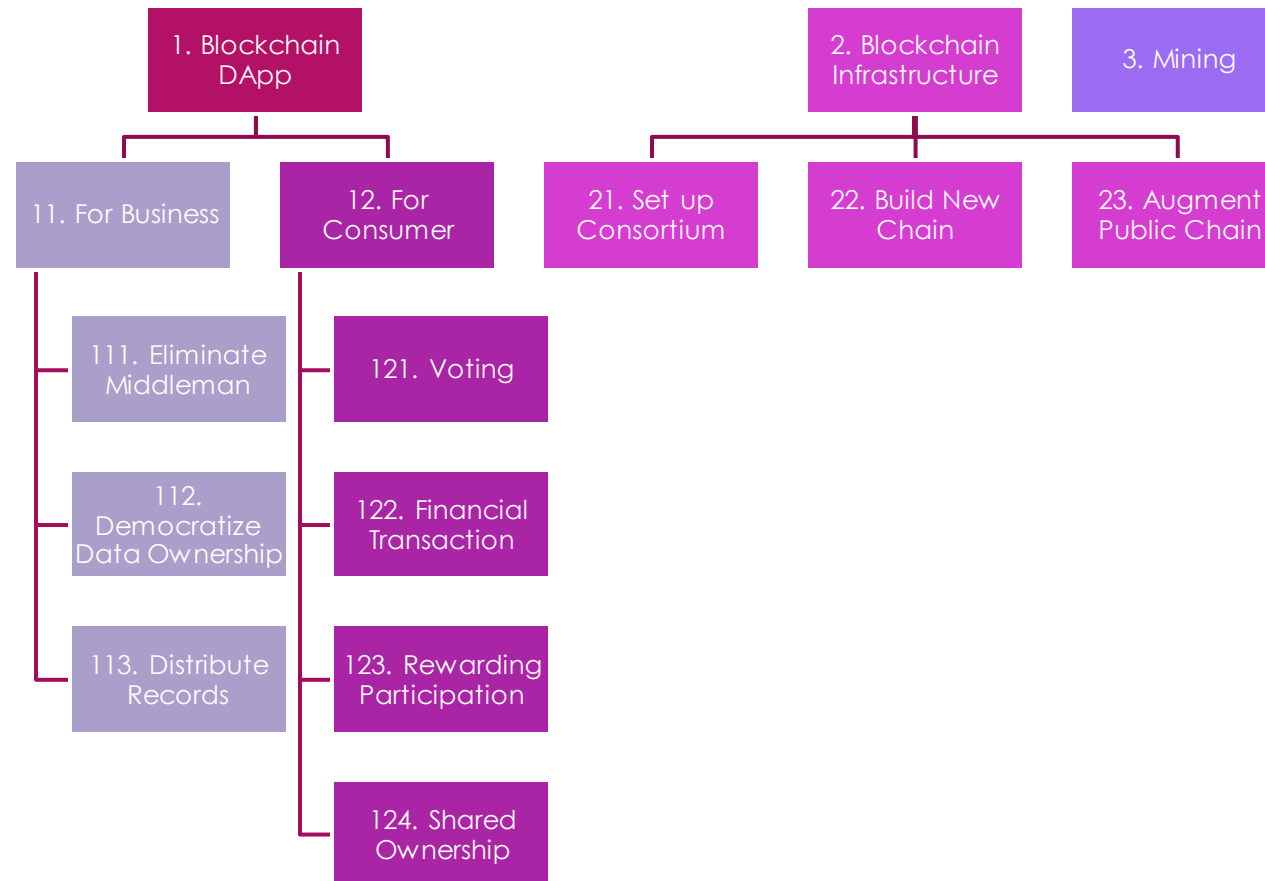 1. Blockchain
DApp
2. Blockchain
Infrastructure
3. Mining
11. For Business
12. For
Consumer
21. Set up
Consortium
22. Build New
Chain
23. Augment
Public Chain
111. Eliminate
Middleman
121. Voting
112.
Democratize
Data Ownership
122. Financial
Transaction
113. Distribute
Records
123. Rewarding
Participation
124. Shared
Ownership